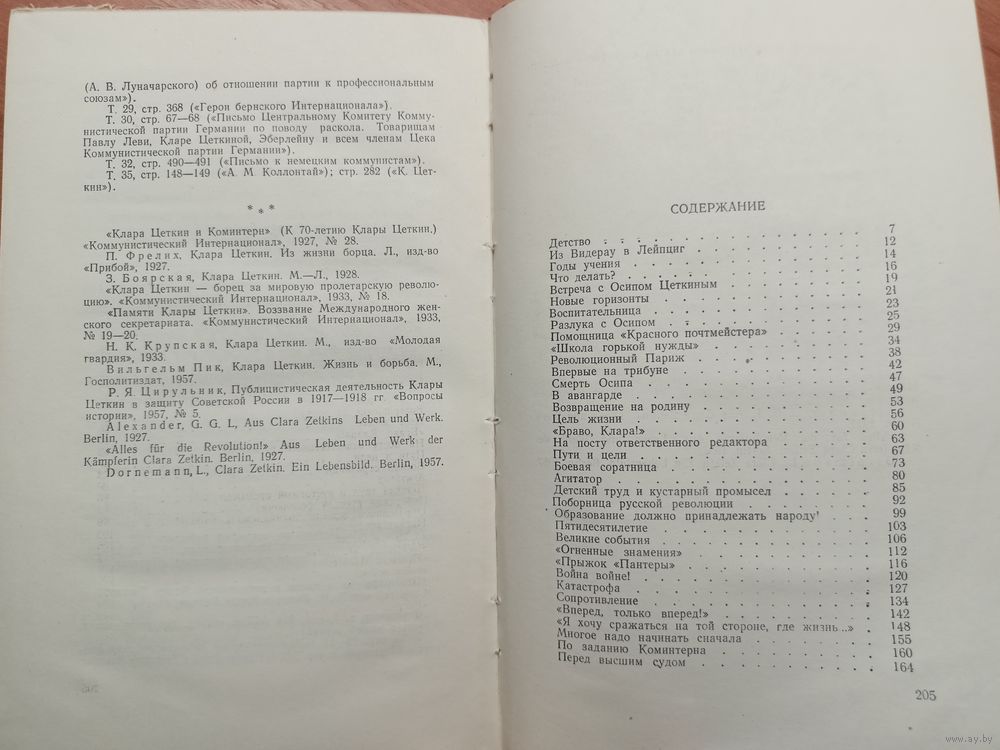 (А. В. Луначарского) об отношении партии к профессиональным
союзам»).
Т. 29, стр. 368 («Герои бернского Интернационала»).
Т. 30, стр. 67—68 («Письмо Центральному Комитету Комму-
нистической партии Германии по поводу раскола. Товарищам
Павлу Леви, Кларе Цеткиной, Эберлейну и всем членам Цека
Коммунистической партии Германии»).
Т. 32, стр. 490—491 («Письмо к немецким коммунистам»).
Т. 35, стр. 148—149 («А. М. Коллонтай»); стр. 282 («К. Цет-
кин»).
* * *
«Клара Цеткин и Коминтерн» (К 70-летию Клары Цеткин.)
«Коммунистический Интернационал», 1927, № 28.
П. Фрелих, Клара Цеткин. Из жизни борца. Л., изд-во
«Прибой», 1927.
З. Боярская, Клара Цеткин. М.—Л., 1928.
«Клара Цеткин — борец за мировую пролетарскую револю-
цию». «Коммунистический Интернационал», 1933, № 18.
«Памяти Клары Цеткин». Воззвание Международного жен-
ского секретариата. «Коммунистический Интернационал», 1933,
№ 19—20.
Н. К. Крупская, Клара Цеткин. М., изд-во «Молодая
гвардия», 1933.
Вильгельм Пик, Клара Цеткин. Жизнь и борьба. М.,
Госполитиздат, 1957.
Р. Я. Цирульник, Публицистическая деятельность Клары
Цеткин в защиту Советской России в 1917—1918 гг. «Вопросы
истории», 1957, № 5.
Alexander, G. G. L, Aus Clara Zetkins Leben und Werk.
Berlin, 1927.
«Alles für die Revolution!» Aus Leben und Werk der
Kämpferin Clara Zetkin. Berlin, 1927.
Dornemann, L., Clara Zetkin. Ein Lebensbild. Berlin, 1957.
СОДЕРЖАНИЕ
Детство . . . . . . . . . . 7
Из Видерау в Лейпциг . . . . . . . 12
Годы учения . . . . . . . . . 14
Что делать? . . . . . . . . . 16
Встреча с Осипом Цеткиным . . . . . . 19
Новые горизонты . . . . . . . . 21
Воспитательница . . . . . . . . 23
Разлука с Осипом . . . . . . . . 25
Помощница «Красного почтмейстера» . . . . 29
«Школа горькой нужды» . . . . . . . 34
Революционный Париж . . . . . . . 38
Впервые на трибуне . . . . . . . . 42
Смерть Осипа . . . . . . . . . 47
В авангарде . . . . . . . . . 49
Возвращение на родину . . . . . . . 53
Цель жизни . . . . . . . . . 56
«Браво, Клара!» . . . . . . . . 60
На посту ответственного редактора . . . . . 63
Пути и цели . . . . . . . . . 67
Боевая соратница . . . . . . . . 73
Агитатор . . . . . . . . . . 80
Детский труд и кустарный промысел . . . . . 85
Поборница русской революции . . . . . . 92
Образование должно принадлежать народу! . . . 99
Пятидесятилетие . . . . . . . . 103
Великие события . . . . . . . . 106
«Огненные знамения» . . . . . . . 112
«Прыжок «Пантеры» . . . . . . . . 116
Война войне! . . . . . . . . . 120
Катастрофа . . . . . . . . . 127
Сопротивление . . . . . . . . 134
«Вперед, только вперед!» . . . . . . 142
«Я хочу сражаться на той стороне, где жизнь...» . 148
Многое надо начинать сначала . . . . . . 155
По заданию Коминтерна . . . . . . . 160
Перед высшим судом . . . . . . . 164
205
www.ay.by